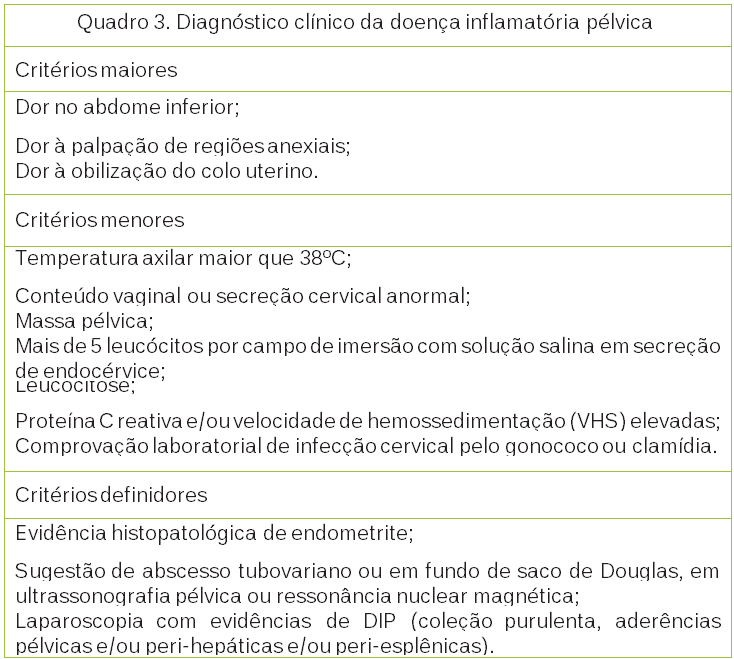 Quadro 3. Diagnóstico clínico da doença inflamatória pélvica
Critérios maiores
Dor no abdome inferior;
Dor à palpação de regiões anexiais;
Dor à obilização do colo uterino.
Critérios menores
Temperatura axilar maior que 38ºC;
Conteúdo vaginal ou secreção cervical anormal;
Massa pélvica;
Mais de 5 leucócitos por campo de imersão com solução salina em secreção
de endocérvice;
Leucocitose;
Proteína C reativa e/ou velocidade de hemossedimentação (VHS) elevadas;
Comprovação laboratorial de infecção cervical pelo gonococo ou clamídia.
Critérios definidores
Evidência histopatológica de endometrite;
Sugestão de abscesso tubovariano ou em fundo de saco de Douglas, em
ultrassonografia pélvica ou ressonância nuclear magnética;
Laparoscopia com evidências de DIP (coleção purulenta, aderências
pélvicas e/ou peri-hepáticas e/ou peri-esplênicas).